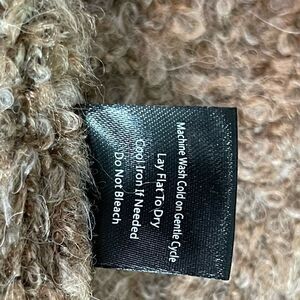 Machine Wash Cold on Gentle Cycle
Lay Flat To Dry
Cool Iron If Needed
Do Not Bleach